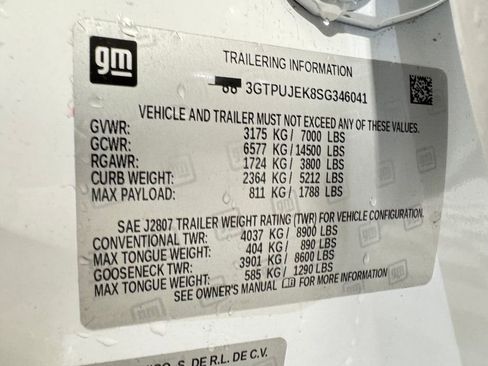 gm
TRAILERING INFORMATION
88 3GTPUJEK8SG346041
VEHICLE AND TRAILER MUST NOT EXCEED ANY OF THESE VALUES.
GVWR: 3175 KG / 7000 LBS
GCWR: 6577 KG / 14500 LBS
RGAWR: 1724 KG / 3800 LBS
CURB WEIGHT: 2364 KG / 5212 LBS
MAX PAYLOAD: 811 KG / 1788 LBS
SAE J2807 TRAILER WEIGHT RATING (TWR) FOR VEHICLE CONFIGURATION.
CONVENTIONAL TWR: 4037 KG / 8900 LBS
MAX TONGUE WEIGHT: 404 KG / 890 LBS
GOOSENECK TWR: 3901 KG / 8600 LBS
MAX TONGUE WEIGHT: 585 KG / 1290 LBS
SEE OWNER'S MANUAL FOR MORE INFORMATION
S. DE R.L. DE C.V.